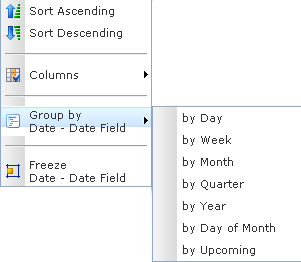 Sort Ascending
Sort Descending
Columns
Group by
Date - Date Field
Freeze
Date - Date Field
by Day
by Week
by Month
by Quarter
by Year
by Day of Month
by Upcoming